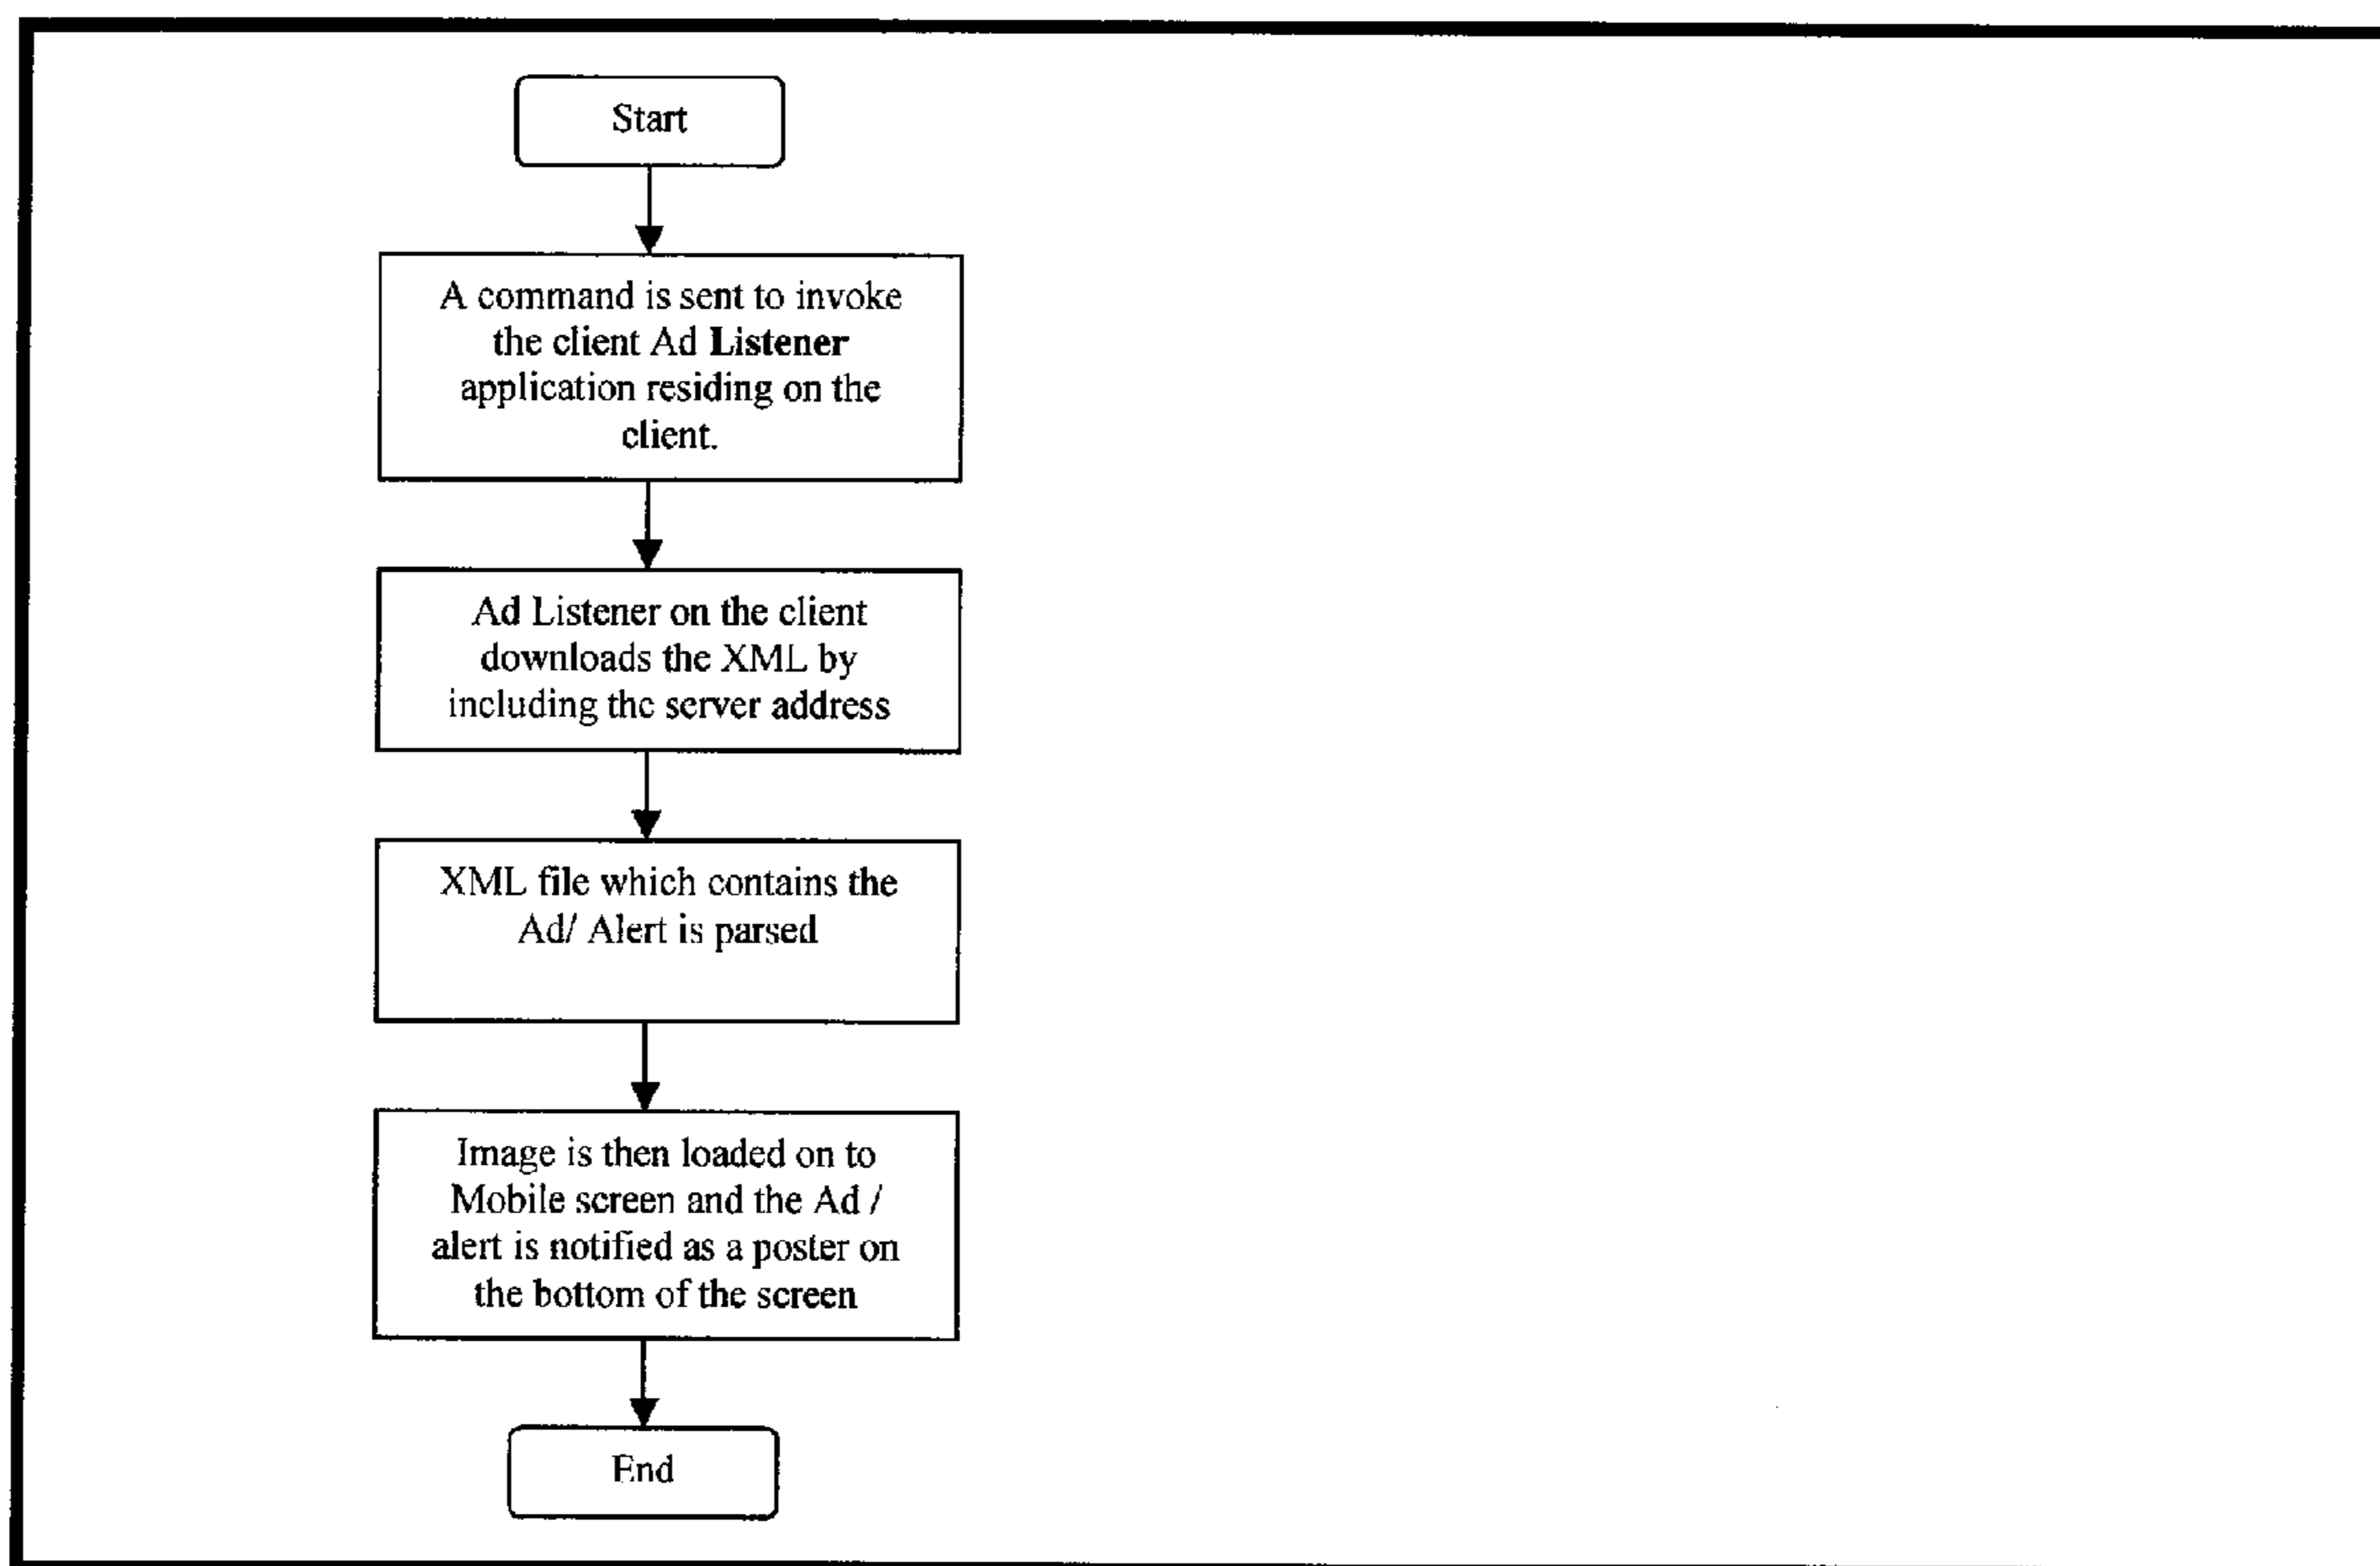 Start
A command is sent to invoke
the client Ad Listener
application residing on the
client.
Ad Listener on the client
downloads the XML by
including the server address
XML file which contains the
Ad/ Alert is parsed
Image is then loaded on to
Mobile screen and the Ad /
alert is notified as a poster on
the bottom of the screen
End